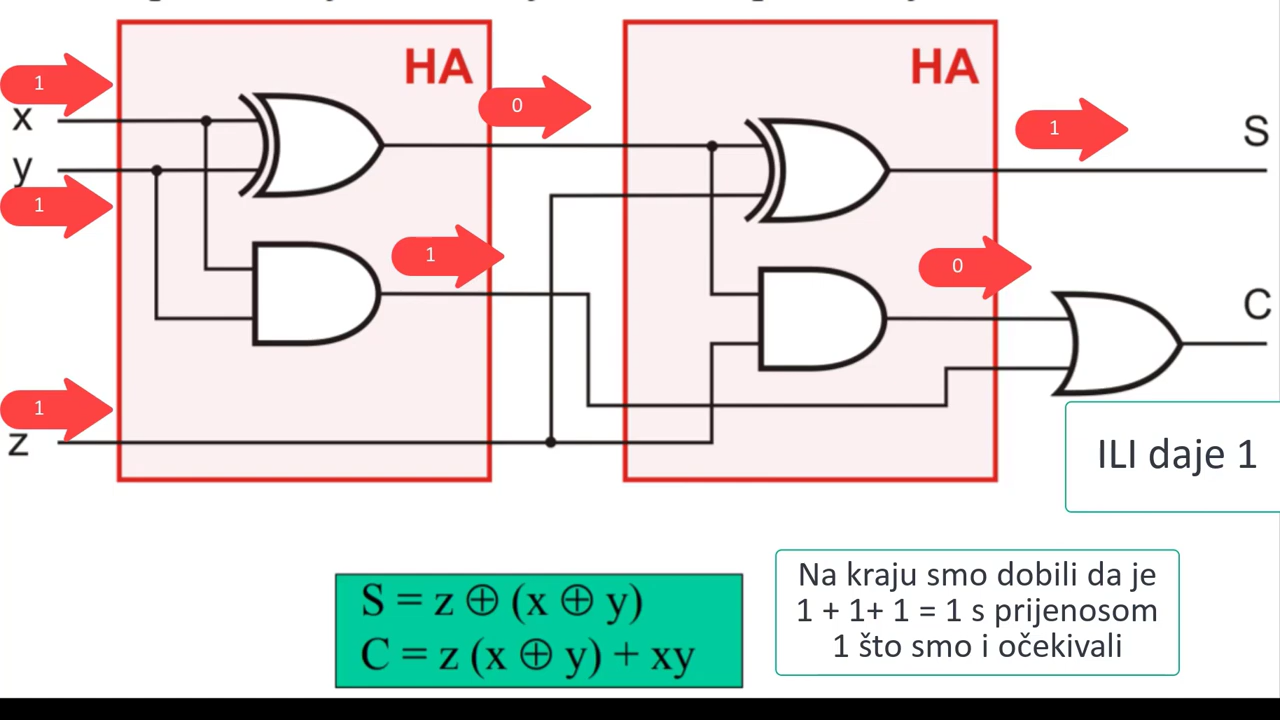 HA
HA
1
x
0
1
S
y
1
1
0
C
1
z
ILI daje 1
S = z ⊕ (x ⊕ y)
C = z (x ⊕ y) + xy
Na kraju smo dobili da je
1 + 1+ 1 = 1 s prijenosom
1 što smo i očekivali